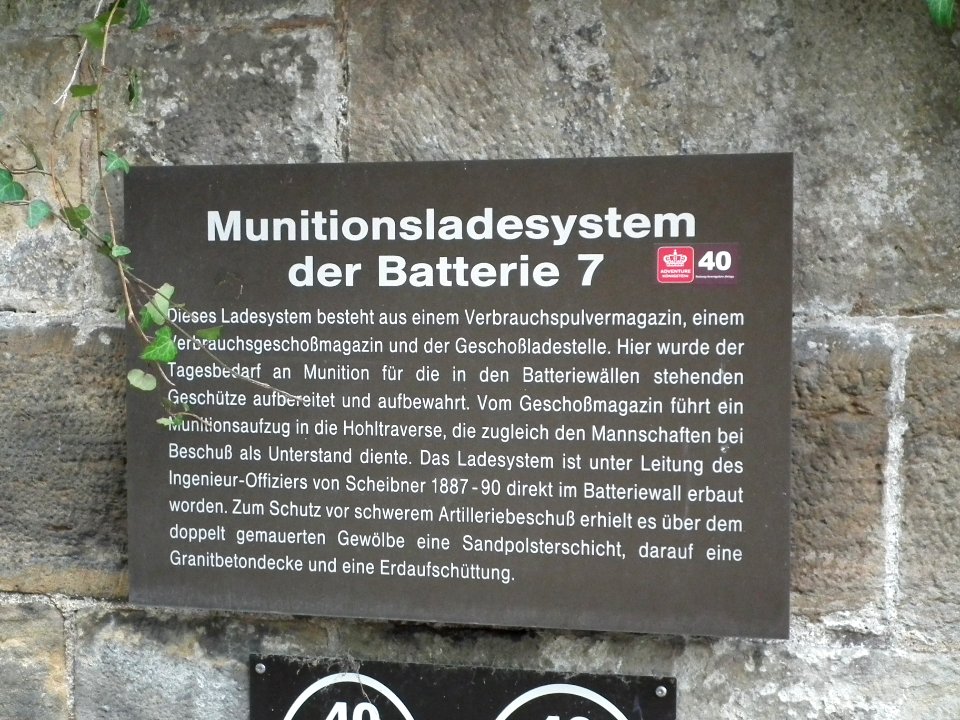 Munitionsladesystem
der Batterie 7
ADVENTURE
KÖNIGSTEIN
40
Dieses Ladesystem besteht aus einem Verbrauchspulvermagazin, einem
Verbrauchsgeschoßmagazin und der Geschoßladestelle. Hier wurde der
Tagesbedarf an Munition für die in den Batteriewällen stehenden
Geschütze aufbereitet und aufbewahrt. Vom Geschoßmagazin führt ein
Munitionsaufzug in die Hohltraverse, die zugleich den Mannschaften bei
Beschuß als Unterstand diente. Das Ladesystem ist unter Leitung des
Ingenieur-Offiziers von Scheibner 1887-90 direkt im Batteriewall erbaut
worden. Zum Schutz vor schwerem Artilleriebeschuß erhielt es über dem
doppelt gemauerten Gewölbe eine Sandpolsterschicht, darauf eine
Granitbetondecke und eine Erdaufschüttung.
40